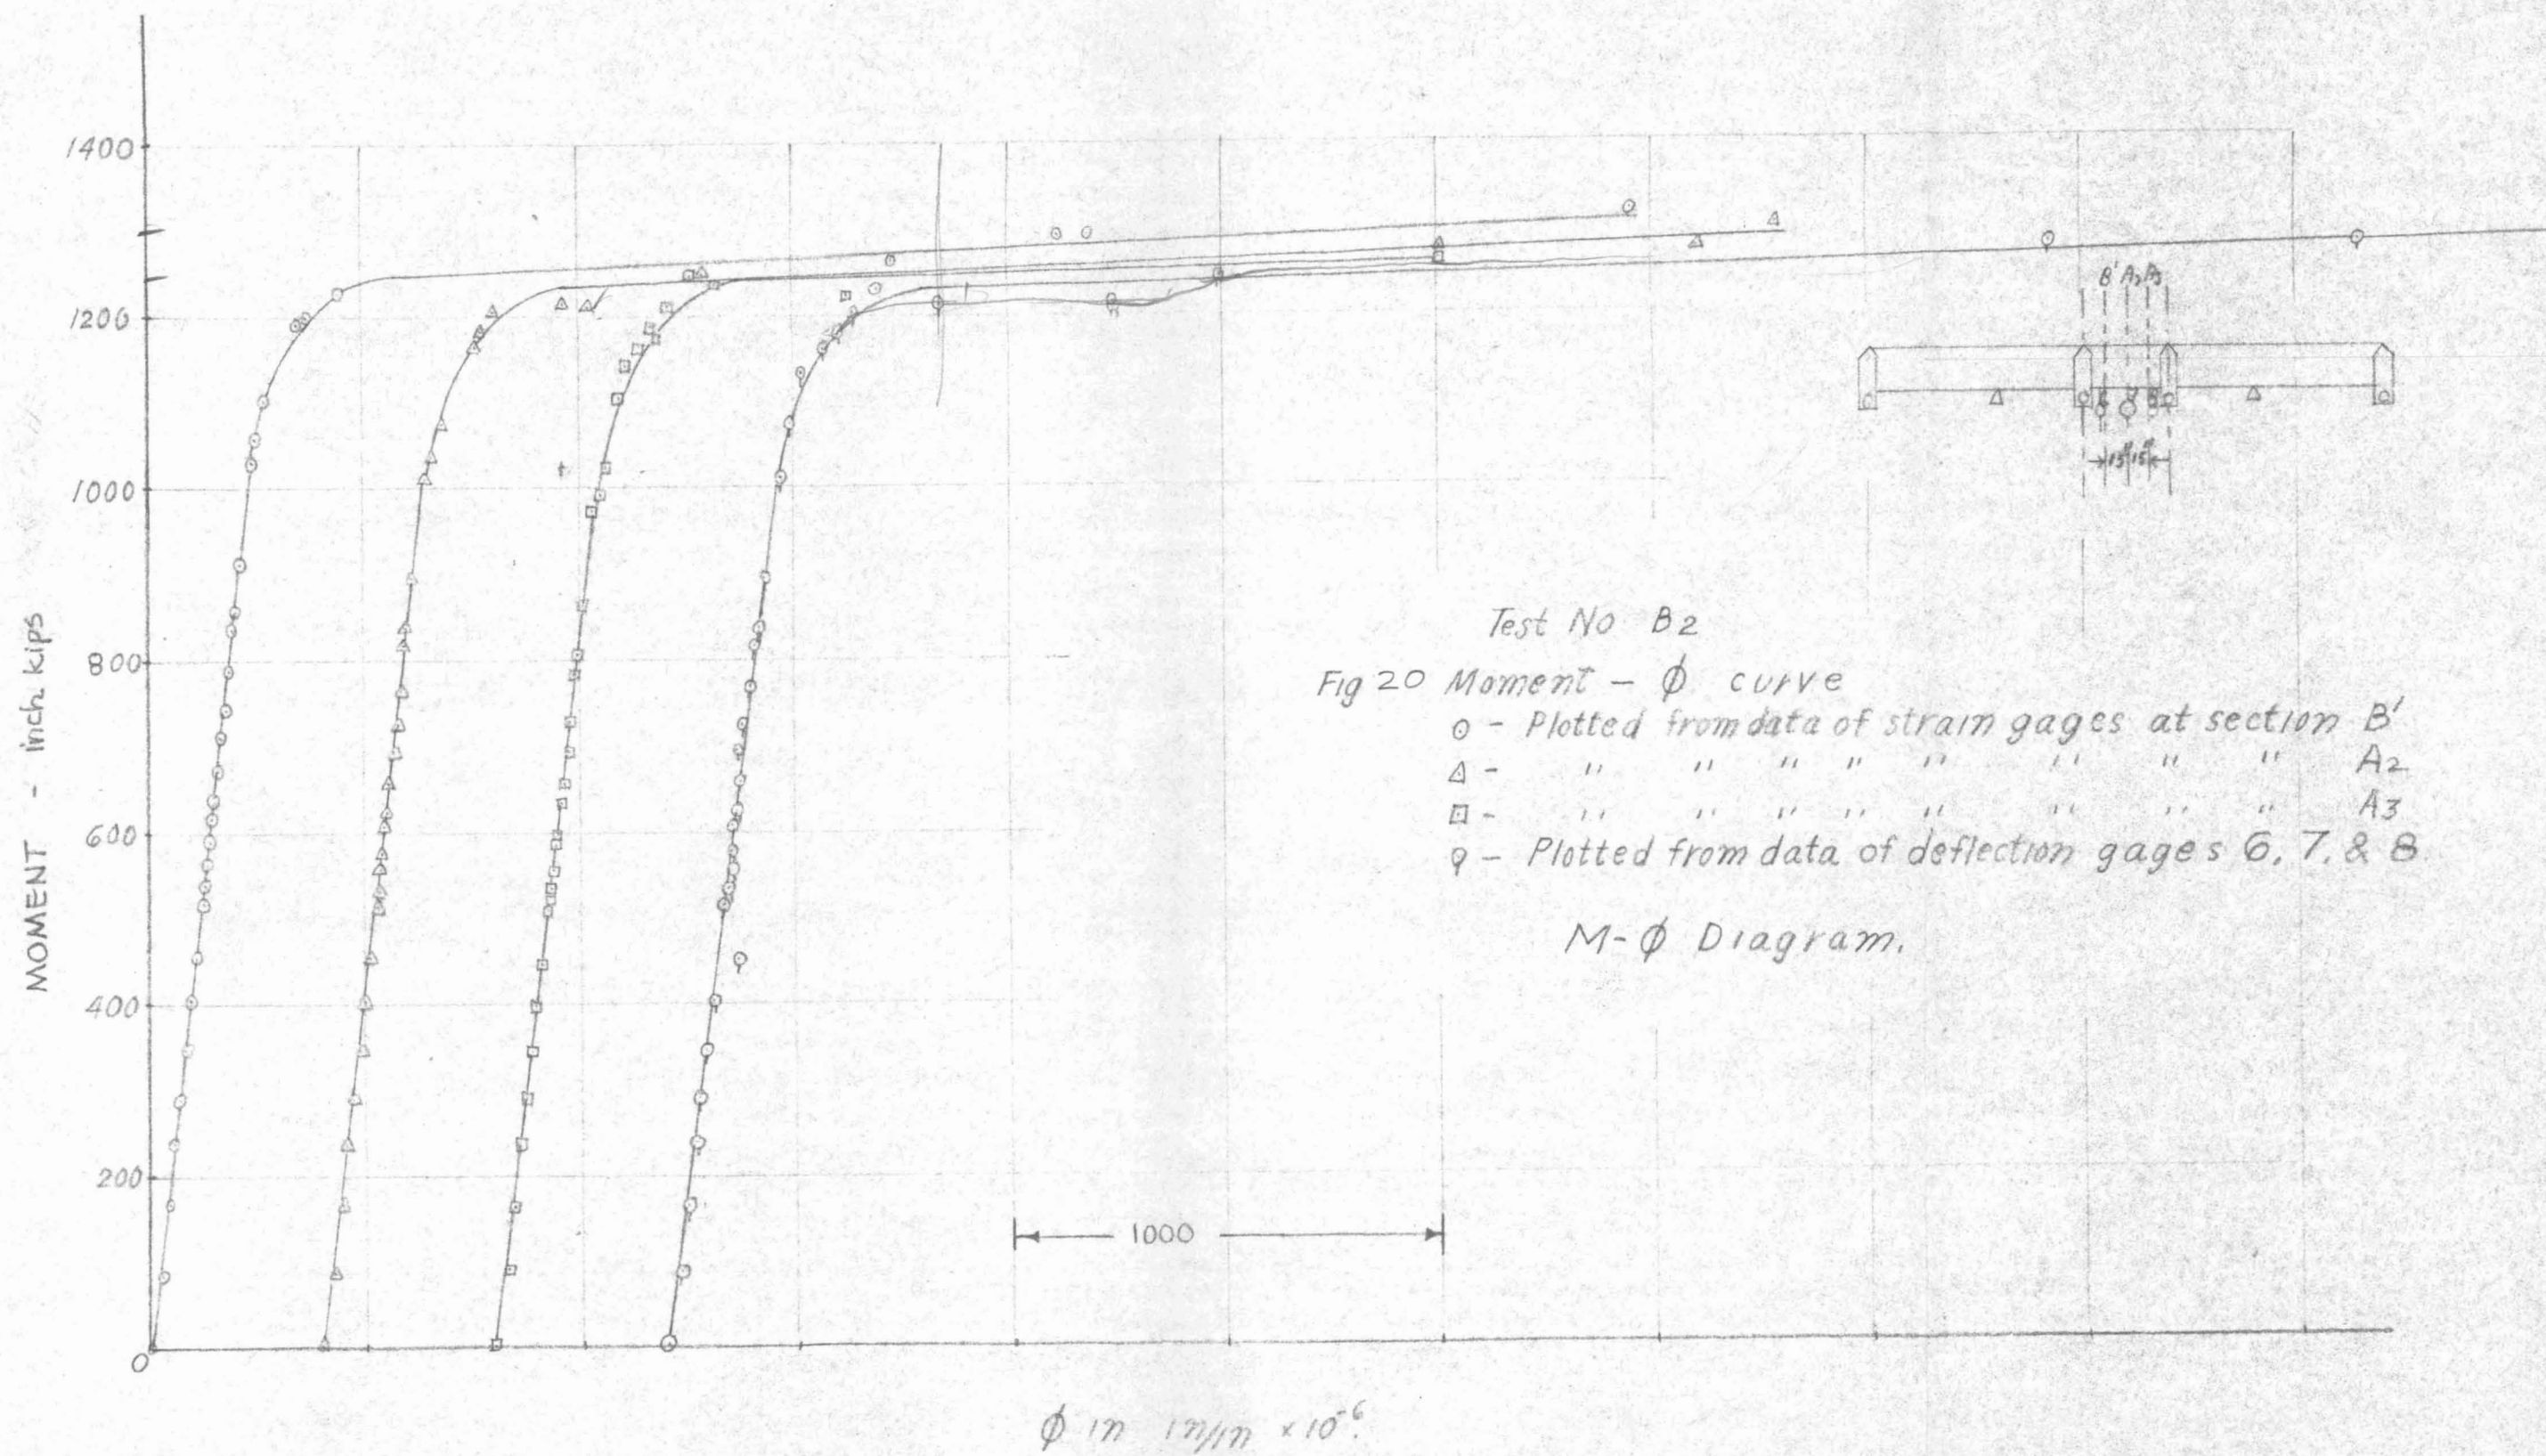 1400
1200
1000
800
600
400
200
0
MOMENT - inch kips
B' A2 A3
15" 15"
Test No B2
Fig 20 Moment - ϕ curve
⊙ - Plotted from data of strain gages at section B'
△ - " " " " " " " " A2
⊡ - " " " " " " " " A3
⚲ - Plotted from data of deflection gages 6, 7, & 8
M-ϕ Diagram.
1000
ϕ in in/in × 10⁻⁶.